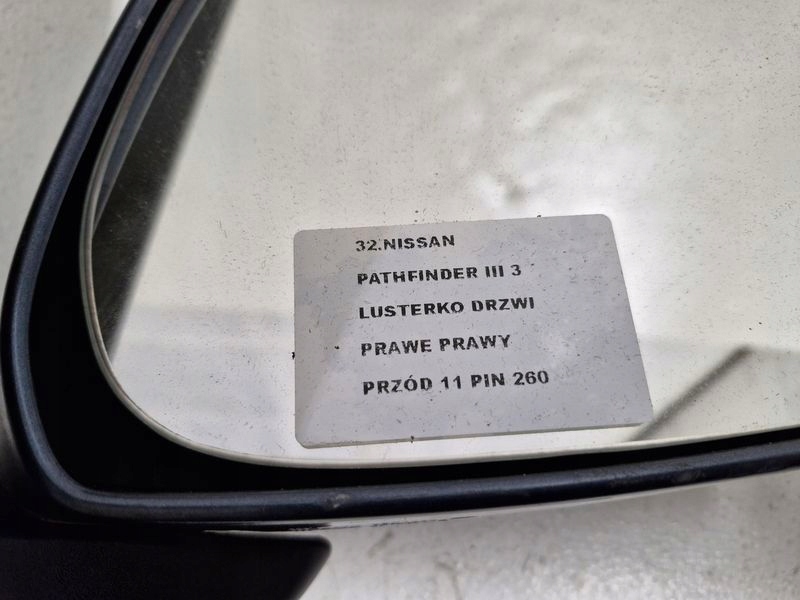 32.NISSAN
PATHFINDER III 3
LUSTERKO DRZWI
PRAWE PRAWY
PRZÓD 11 PIN 260